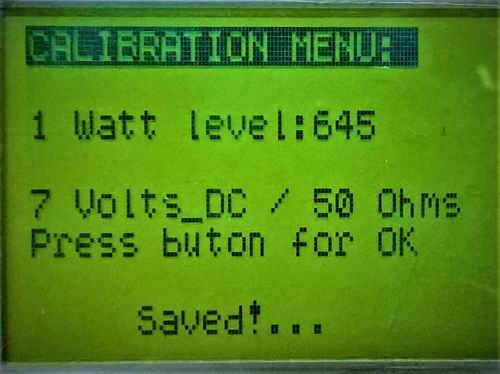 CALIBRATION MENU:
1 Watt level:645
7 Volts_DC / 50 Ohms
Press buton for OK
Saved!...